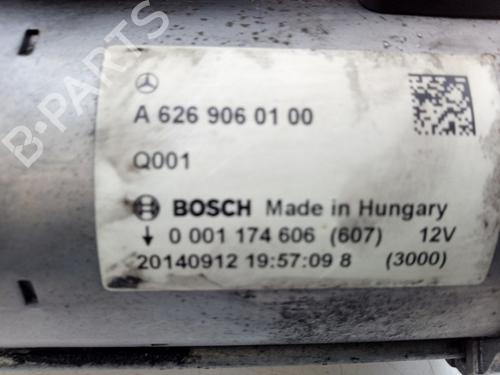 A 626 906 01 00
Q001
BOSCH Made in Hungary
0 001 174 606 (607) 12V
20140912 19:57:09 8 (3000)
B-PARTS